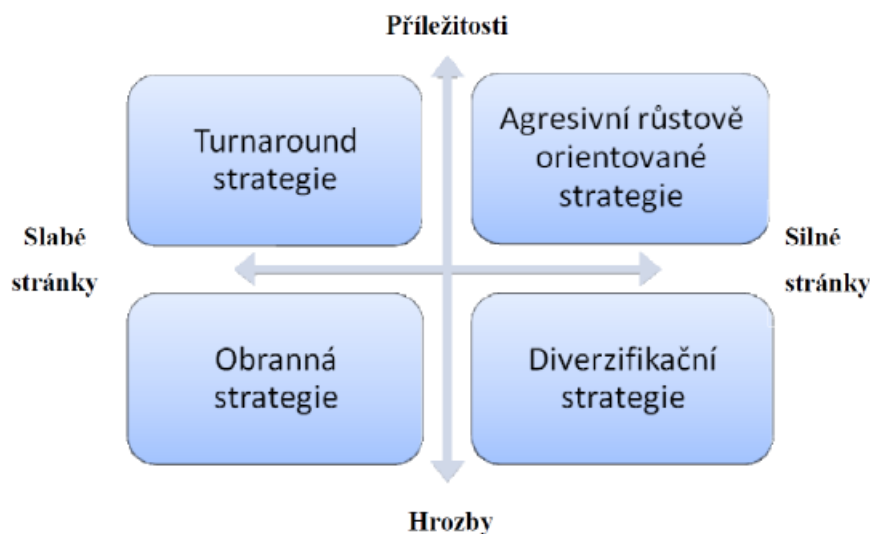 Příležitosti
Turnaround
strategie
Agresivní růstově
orientované
strategie
Slabé
stránky
Silné
stránky
Obranná
strategie
Diverzifikační
strategie
Hrozby